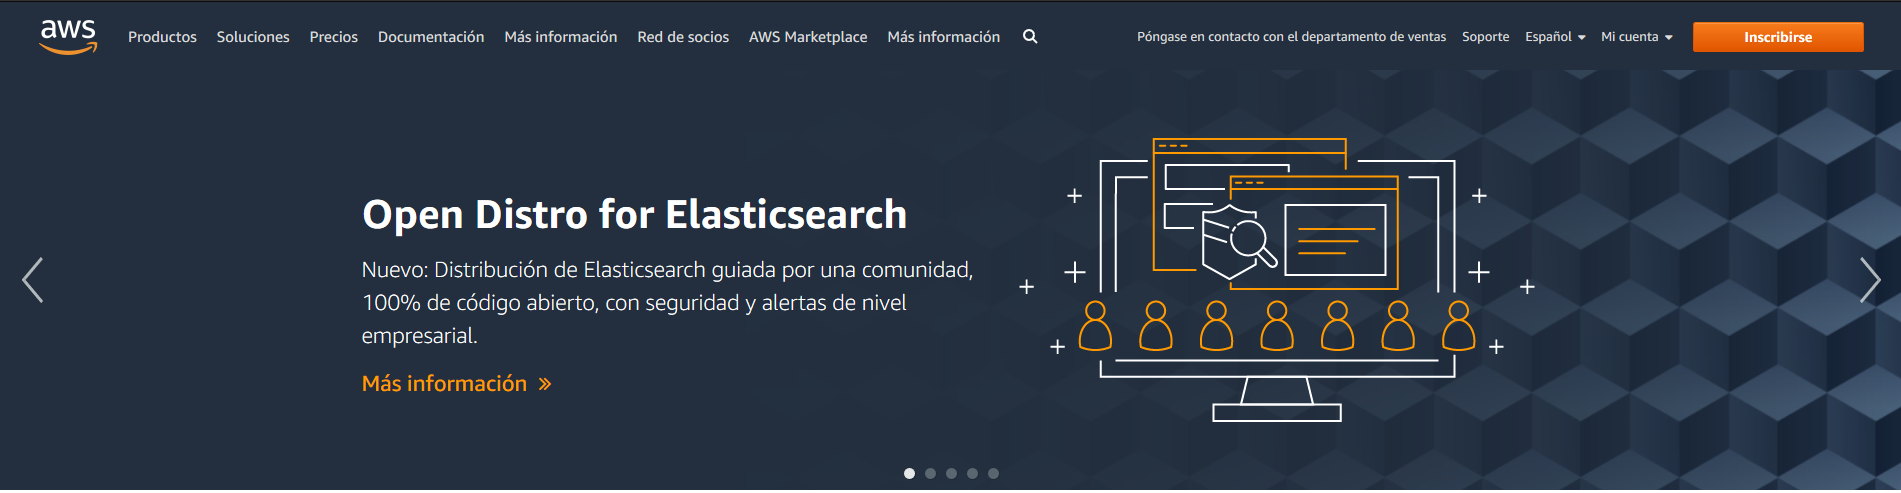 aws
Productos Soluciones Precios Documentación Más información Red de socios AWS Marketplace Más información
Póngase en contacto con el departamento de ventas Soporte Español Mi cuenta Inscribirse
Open Distro for Elasticsearch
Nuevo: Distribución de Elasticsearch guiada por una comunidad,
100% de código abierto, con seguridad y alertas de nivel
empresarial.
Más información »